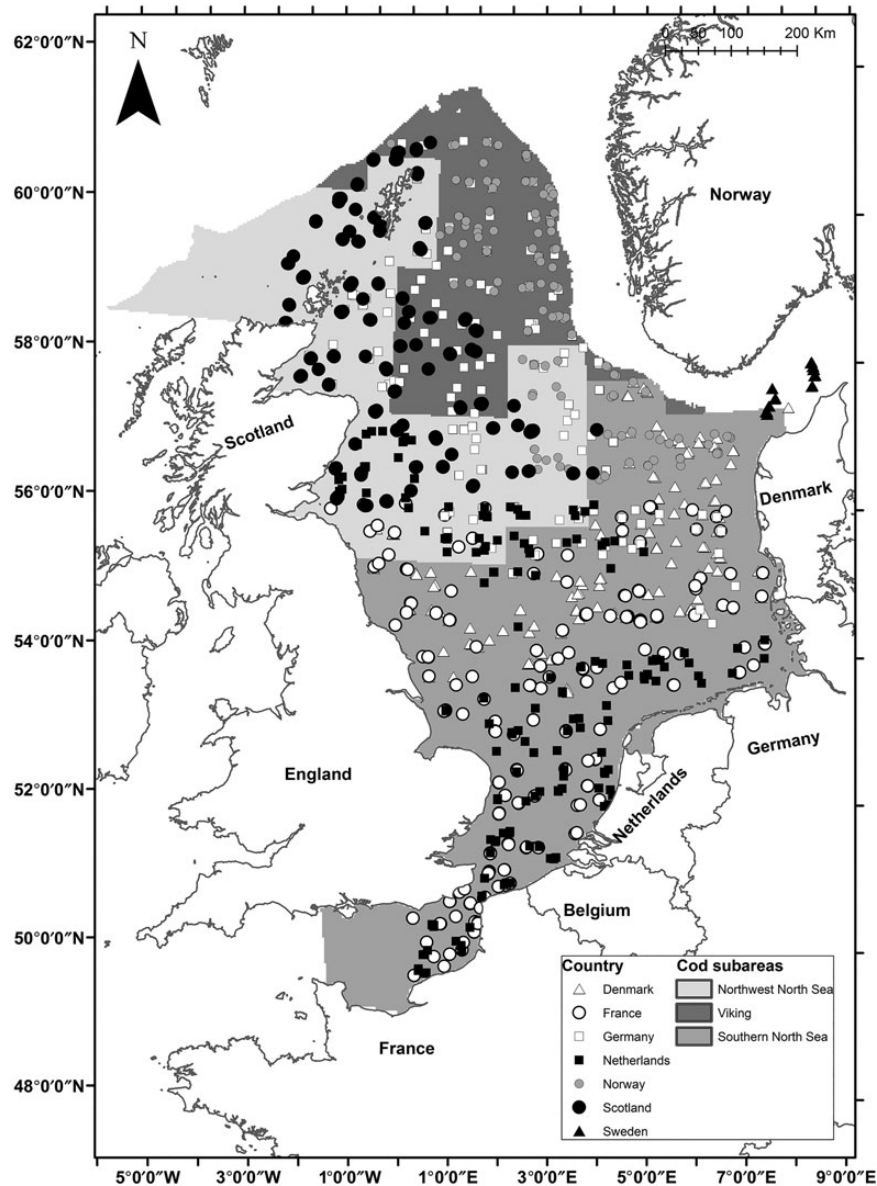 62°0'0"N
60°0'0"N
58°0'0"N
56°0'0"N
54°0'0"N
52°0'0"N
50°0'0"N
48°0'0"N
N
0 50 100 200 Km
Norway
Scotland
Denmark
England
Netherlands
Germany
Belgium
France
Country
Denmark
France
Germany
Netherlands
Norway
Scotland
Sweden
Cod subareas
Northwest North Sea
Viking
Southern North Sea
5°0'0"W 3°0'0"W 1°0'0"W 1°0'0"E 3°0'0"E 5°0'0"E 7°0'0"E 9°0'0"E